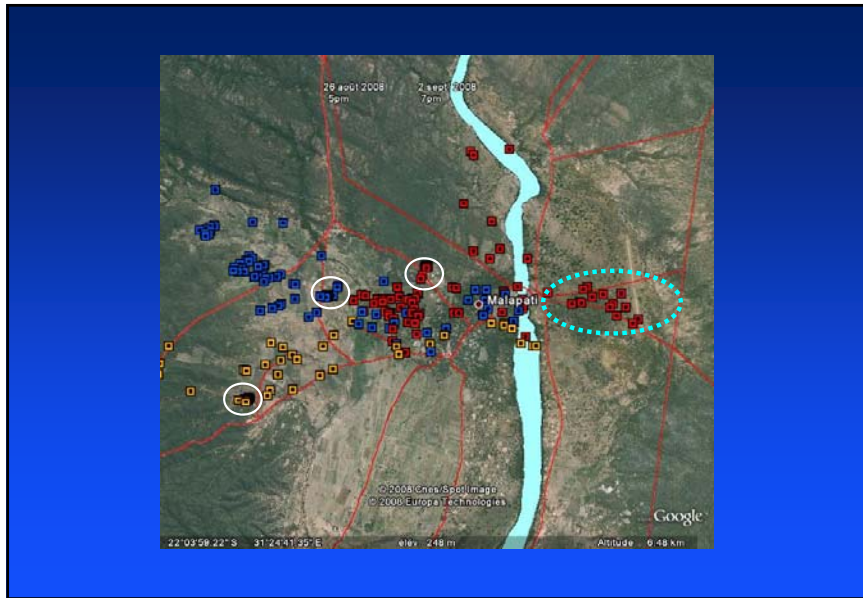 26 août 2008 2 sept 2008
5pm 7pm
Malapati
© 2008 Cnes/Spot Image
© 2008 Europa Technologies
Google
22°03'59.22" S 31°24'41.35" E elev 248 m Altitude 6.48 km